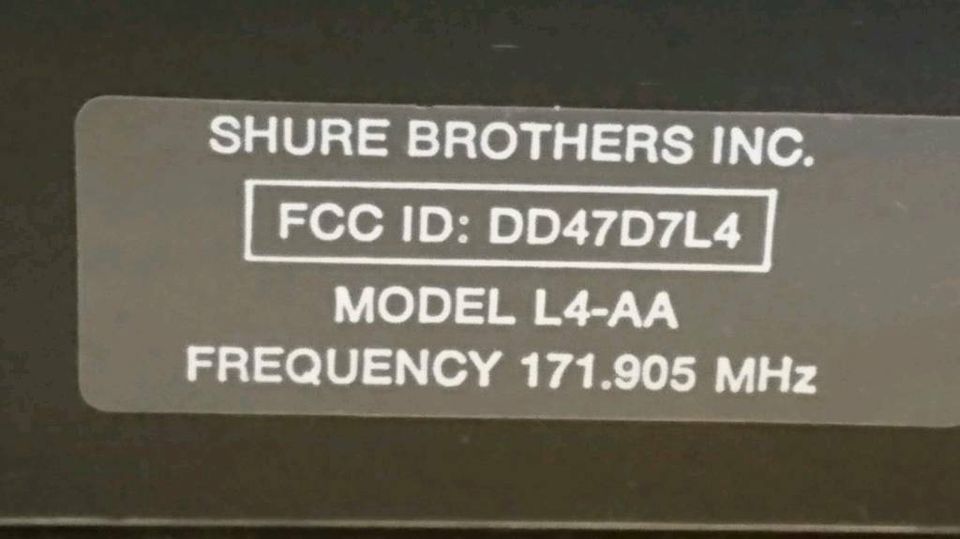 SHURE BROTHERS INC.
FCC ID: DD47D7L4
MODEL L4-AA
FREQUENCY 171.905 MHz